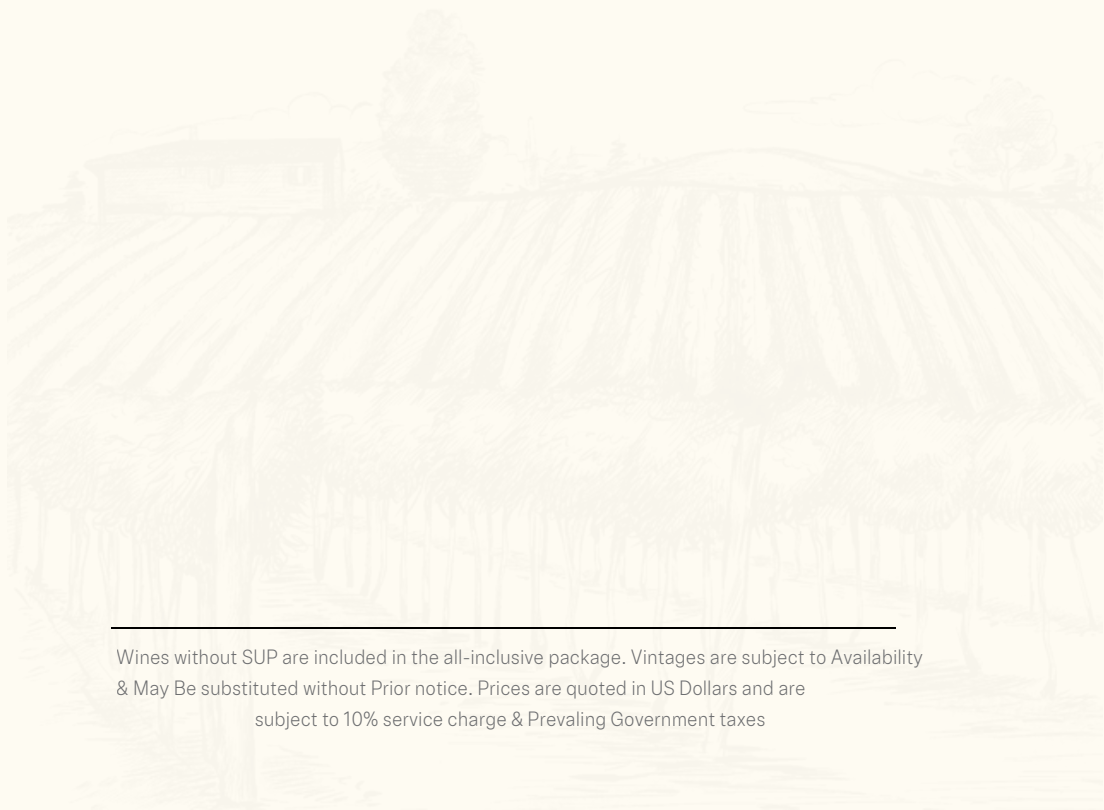 Wines without SUP are included in the all-inclusive package. Vintages are subject to Availability
& May Be substituted without Prior notice. Prices are quoted in US Dollars and are
subject to 10% service charge & Prevaling Government taxes